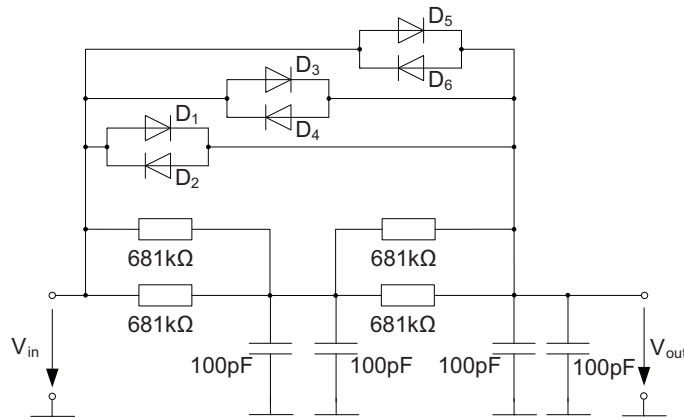 D5
D6
D3
D4
D1
D2
681kΩ
681kΩ
681kΩ
681kΩ
Vin
100pF
100pF
100pF
100pF
Vout